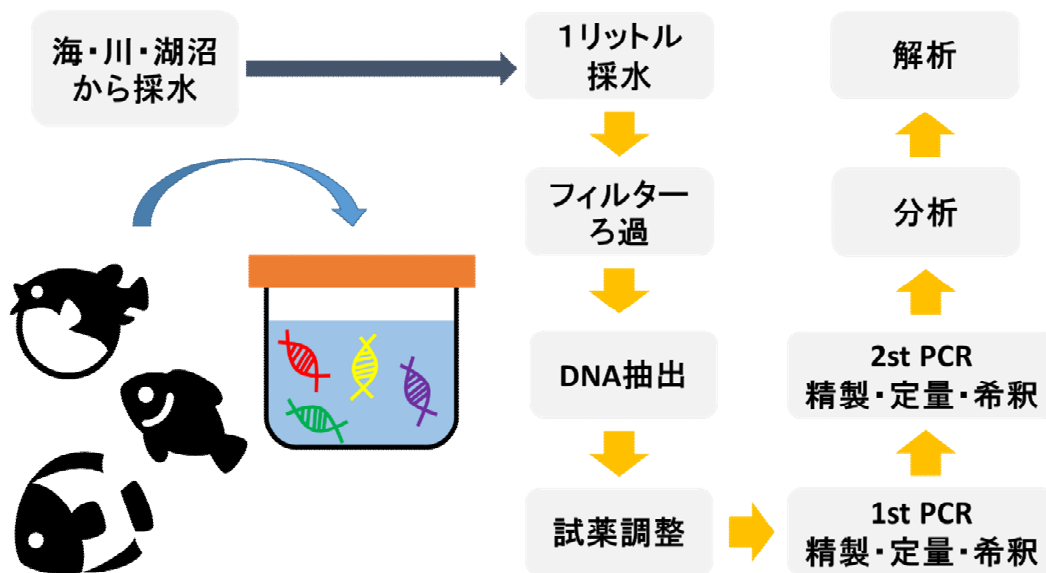 海・川・湖沼
から採水
１リットル
採水
フィルター
ろ過
DNA抽出
試薬調整
1st PCR
精製・定量・希釈
2st PCR
精製・定量・希釈
分析
解析